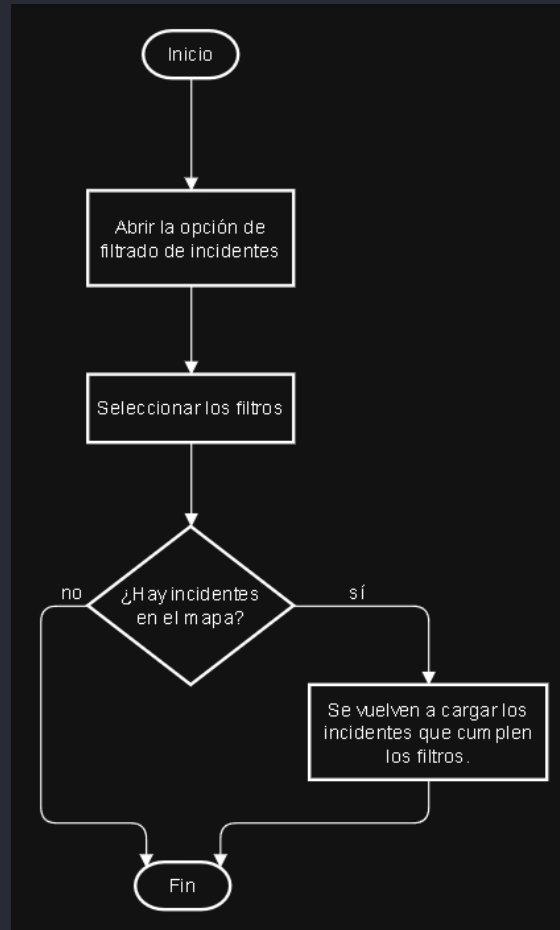 Inicio
Abrir la opción de
filtrado de incidentes
Seleccionar los filtros
¿Hay incidentes
en el mapa?
no
sí
Se vuelven a cargar los
incidentes que cumplen
los filtros.
Fin